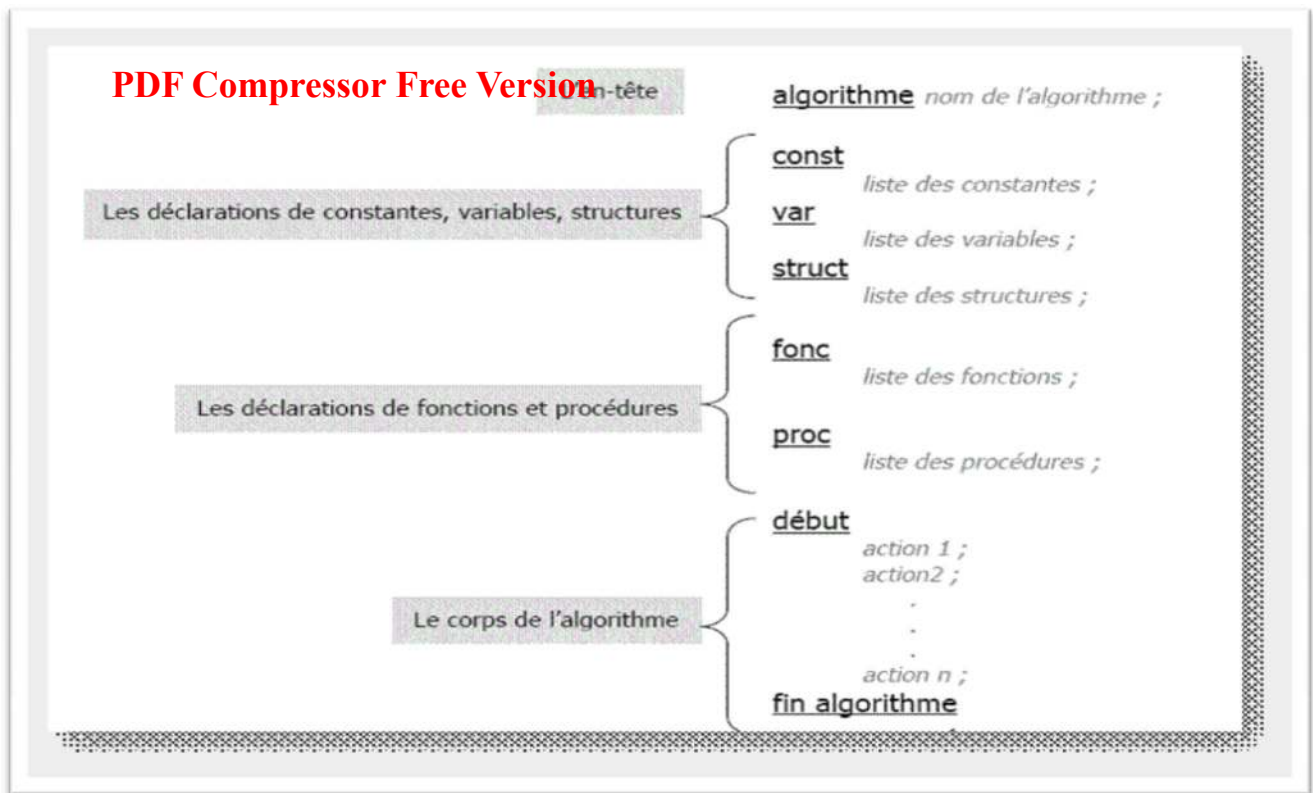 PDF Compressor Free Version
algorithme nom de l'algorithme ;
const
liste des constantes ;
Les déclarations de constantes, variables, structures
var
liste des variables ;
struct
liste des structures ;
fonc
liste des fonctions ;
Les déclarations de fonctions et procédures
proc
liste des procédures ;
début
action 1 ;
action2 ;
.
.
.
Le corps de l'algorithme
action n ;
fin algorithme